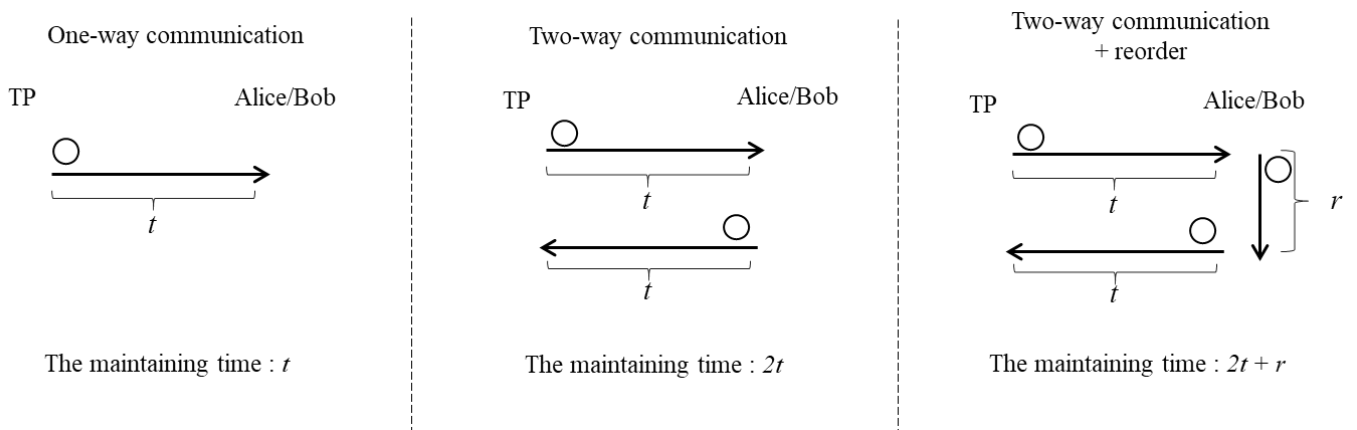 One-way communication
TP
Alice/Bob
t
The maintaining time : t
Two-way communication
TP
Alice/Bob
t
t
The maintaining time : 2t
Two-way communication
+ reorder
TP
Alice/Bob
t
r
t
The maintaining time : 2t + r